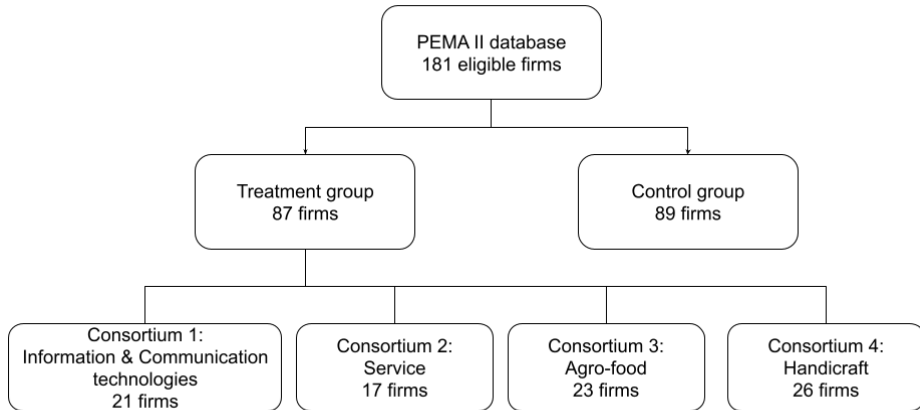 PEMA II database
181 eligible firms
Treatment group
87 firms
Control group
89 firms
Consortium 1:
Information & Communication
technologies
21 firms
Consortium 2:
Service
17 firms
Consortium 3:
Agro-food
23 firms
Consortium 4:
Handicraft
26 firms